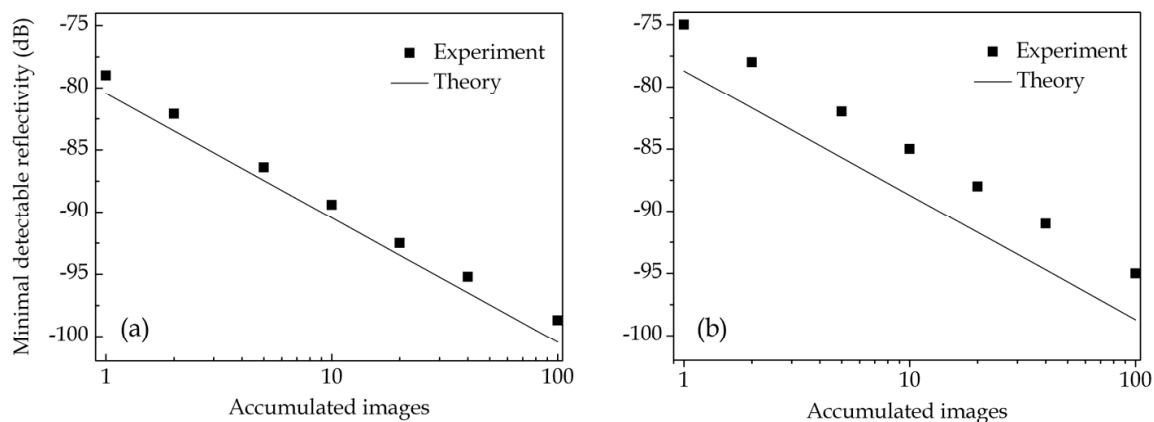 Minimal detectable reflectivity (dB)
-75
-80
-85
-90
-95
-100
Experiment
Theory
(a)
1
10
100
Accumulated images
-75
-80
-85
-90
-95
-100
Experiment
Theory
(b)
1
10
100
Accumulated images